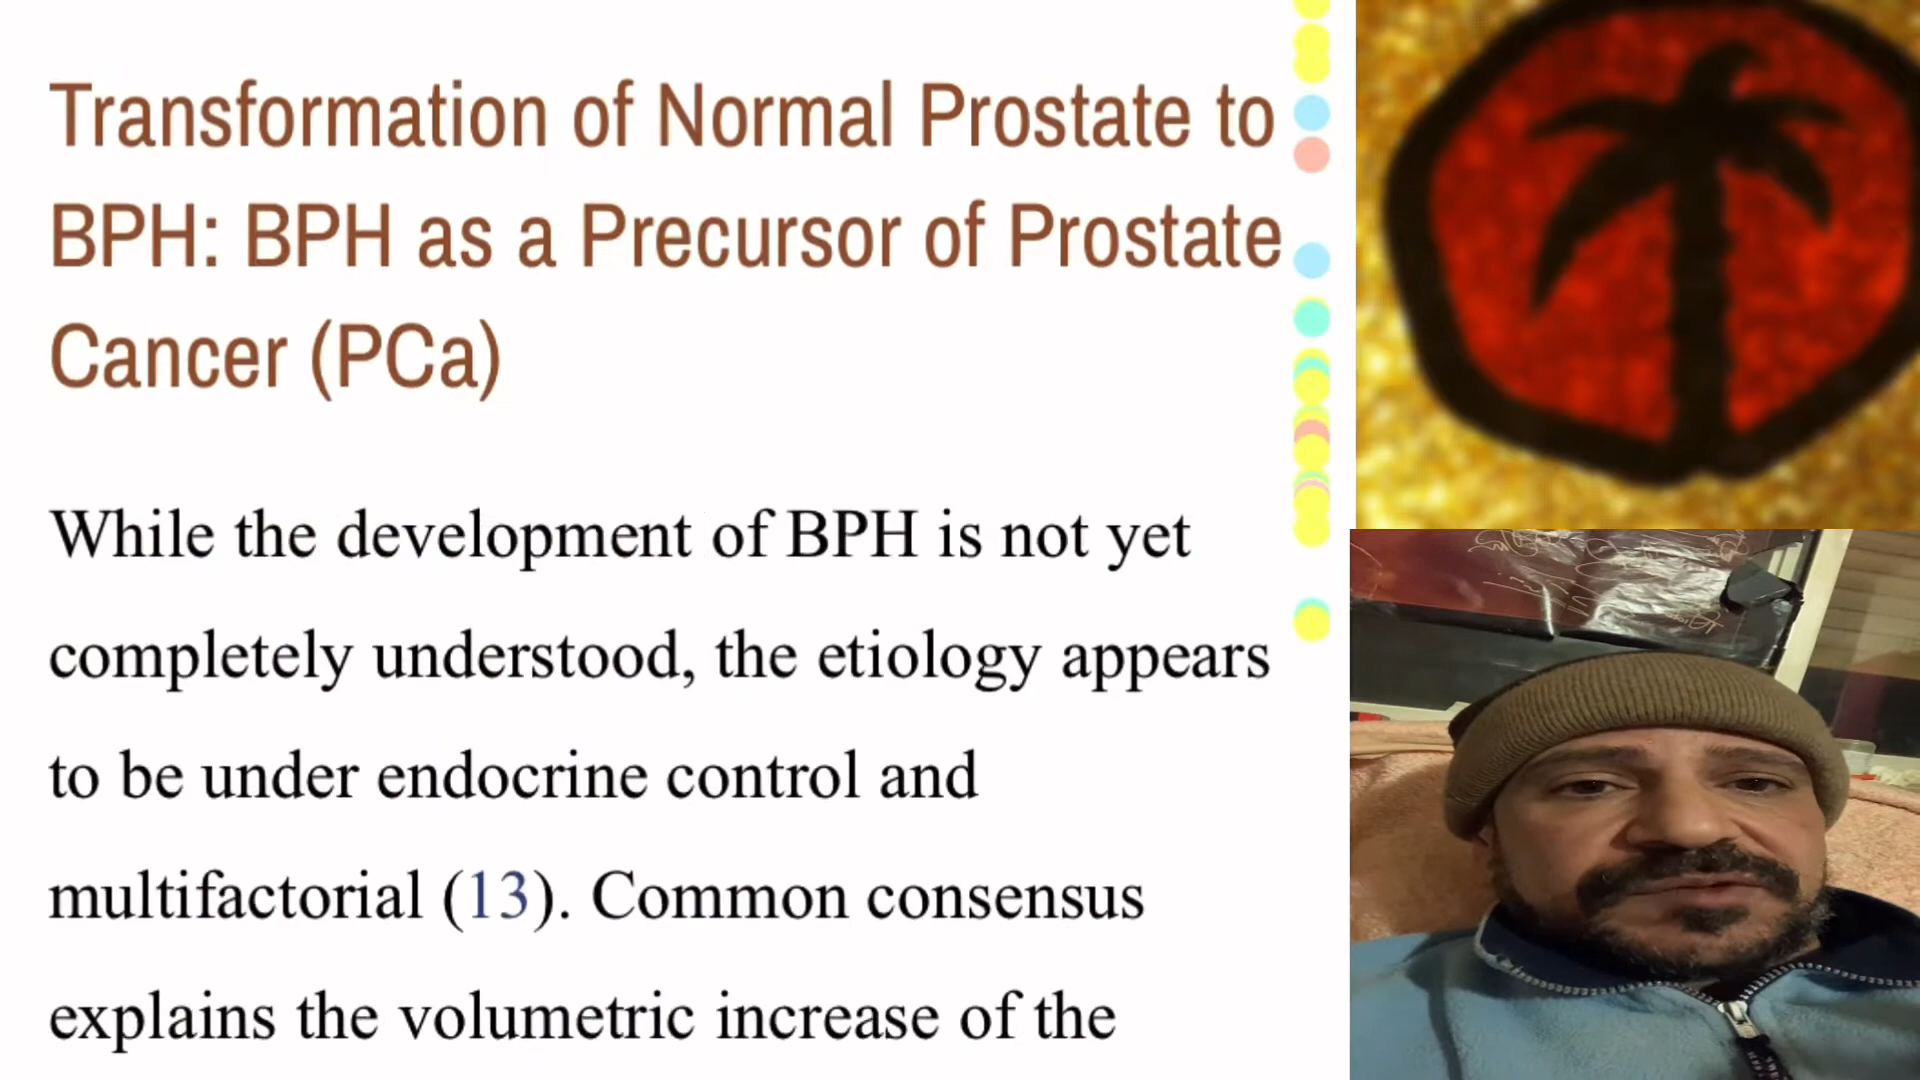 Transformation of Normal Prostate to
BPH: BPH as a Precursor of Prostate
Cancer (PCa)
While the development of BPH is not yet
completely understood, the etiology appears
to be under endocrine control and
multifactorial (13). Common consensus
explains the volumetric increase of the